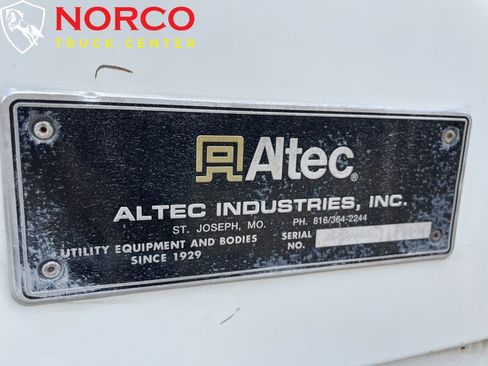 NORCO
TRUCK CENTER
Altec®
ALTEC INDUSTRIES, INC.
ST. JOSEPH, MO. PH. 816/364-2244
UTILITY EQUIPMENT AND BODIES
SINCE 1929
SERIAL
NO.